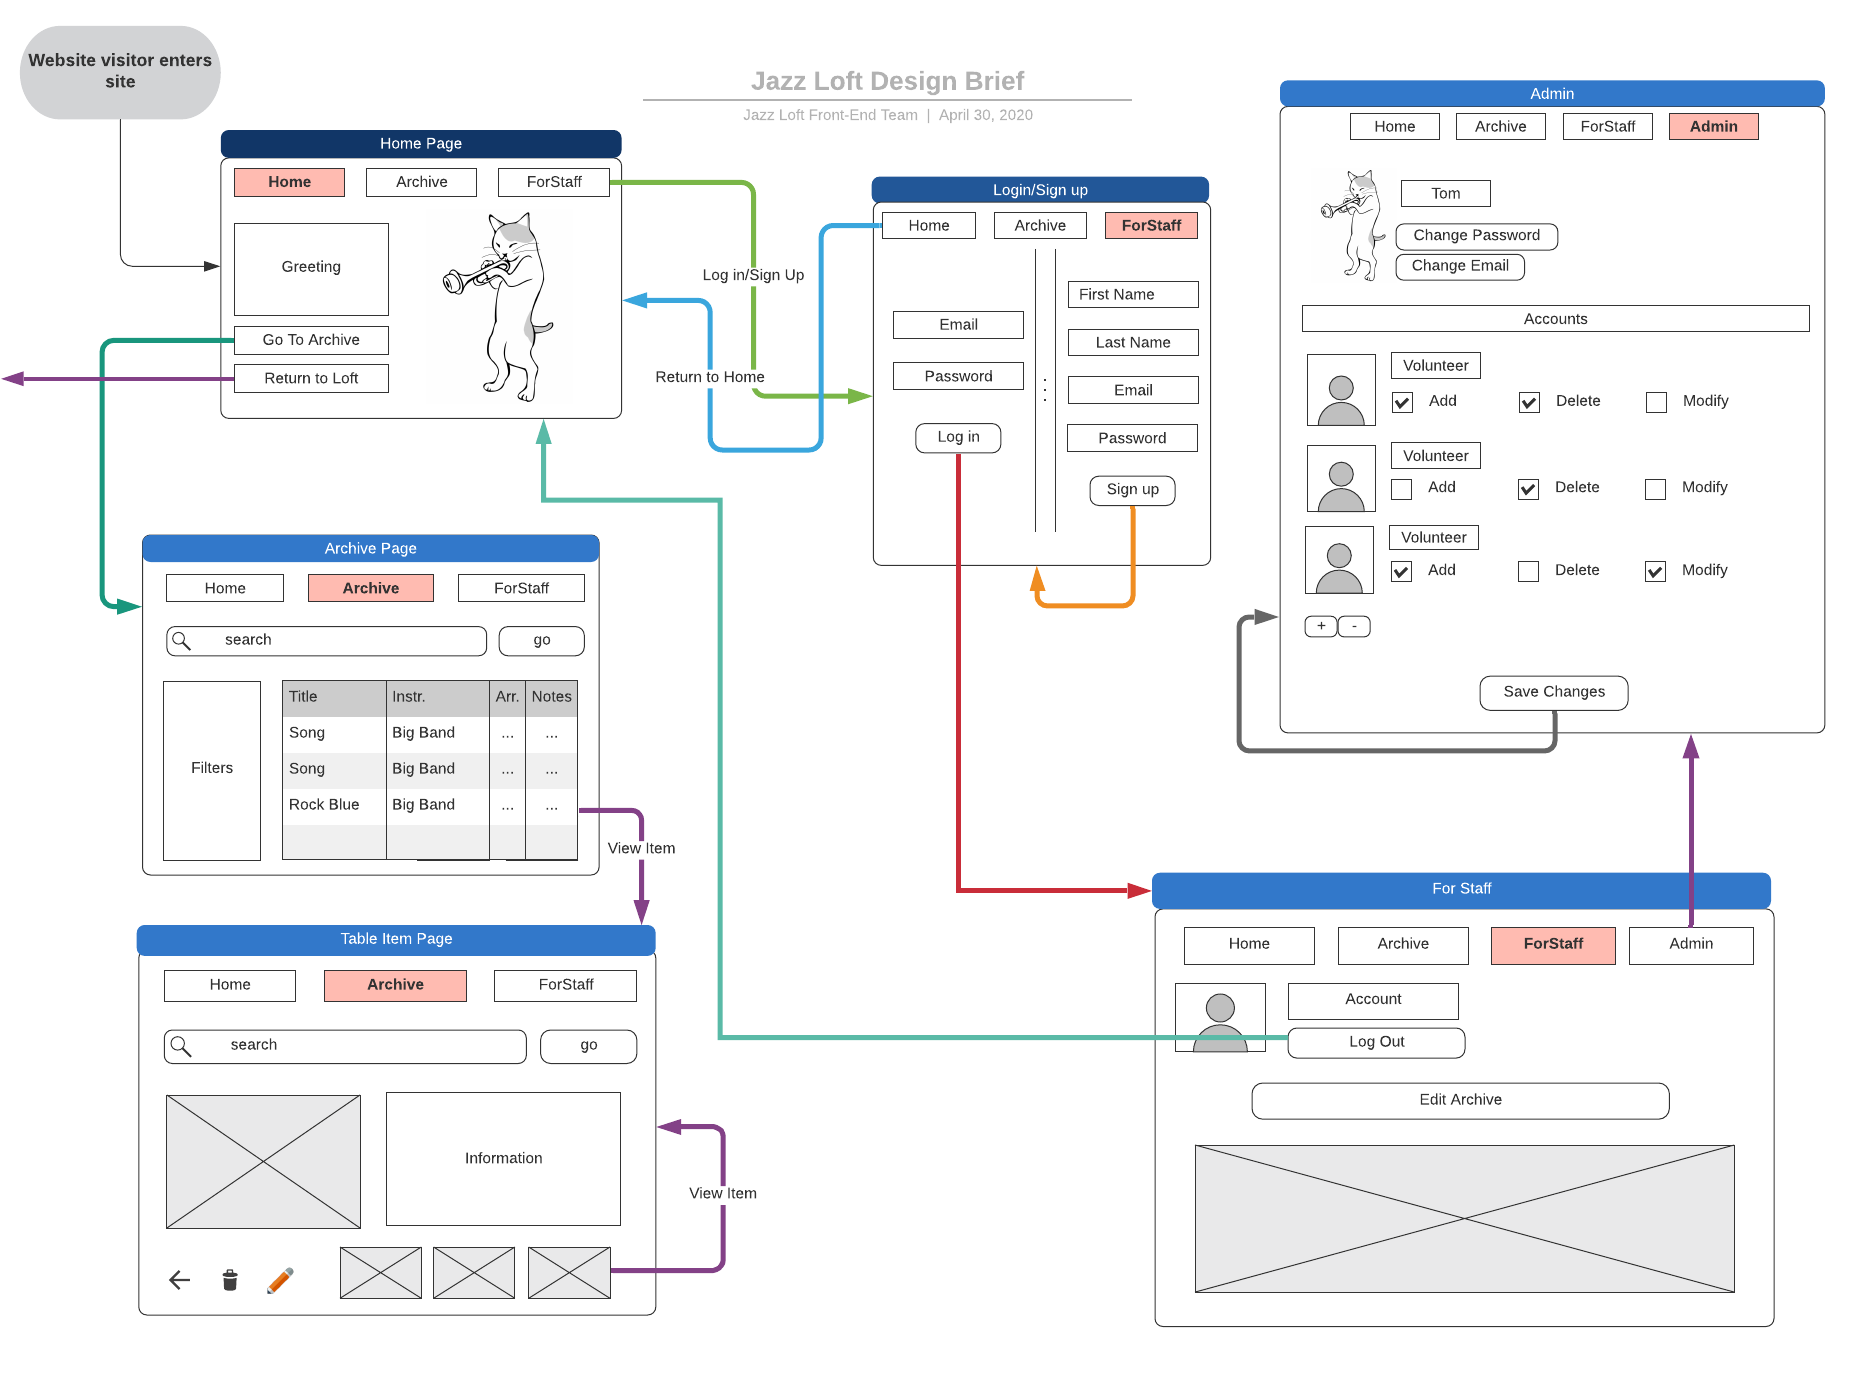 Website visitor enters
site
Jazz Loft Design Brief
Jazz Loft Front-End Team | April 30, 2020
Home Page
Home
Archive
ForStaff
Greeting
Go To Archive
Return to Loft
Log in/Sign Up
Return to Home
Login/Sign up
Home
Archive
ForStaff
Email
Password
Log in
First Name
Last Name
Email
Password
Sign up
Admin
Home
Archive
ForStaff
Admin
Tom
Change Password
Change Email
Accounts
Volunteer
Add
Delete
Modify
Volunteer
Add
Delete
Modify
Volunteer
Add
Delete
Modify
+
-
Save Changes
Archive Page
Home
Archive
ForStaff
search
go
Filters
Title Instr. Arr. Notes
Song Big Band ... ...
Song Big Band ... ...
Rock Blue Big Band ... ...
View Item
Table Item Page
Home
Archive
ForStaff
search
go
Information
View Item
For Staff
Home
Archive
ForStaff
Admin
Account
Log Out
Edit Archive